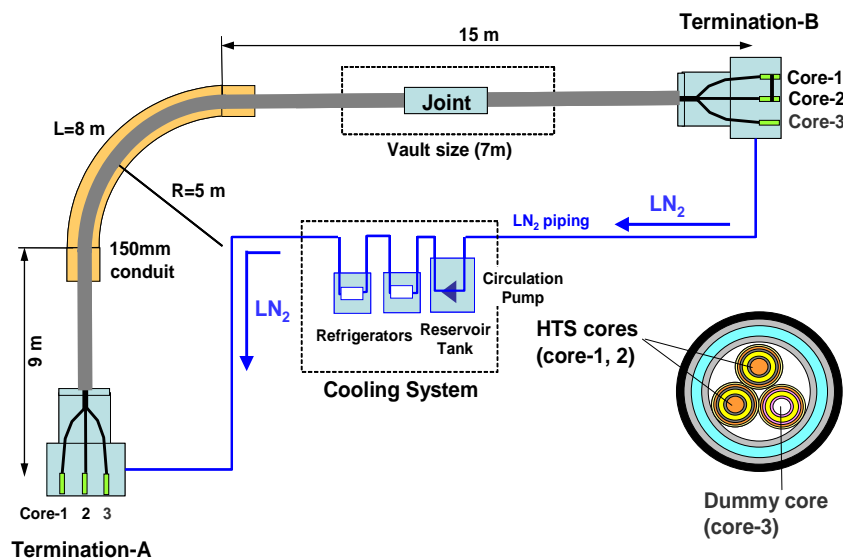 Termination-B
15 m
Core-1
Core-2
Core-3
Joint
L=8 m
Vault size (7m)
R=5 m
LN2
LN2 piping
150mm
conduit
Circulation
Pump
LN2
Refrigerators
Reservoir
Tank
HTS cores
(core-1, 2)
9 m
Cooling System
Dummy core
(core-3)
Core-1 2 3
Termination-A